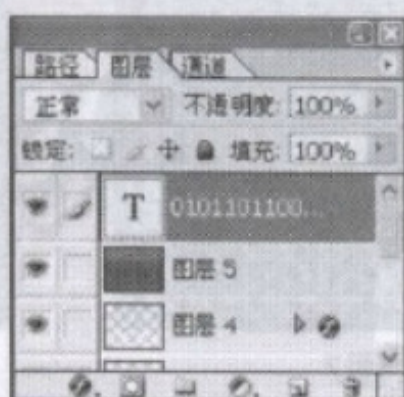 路径 图层 通道
正常 不透明度: 100%
锁定: 填充: 100%
T 0101101100...
图层 5
图层 4